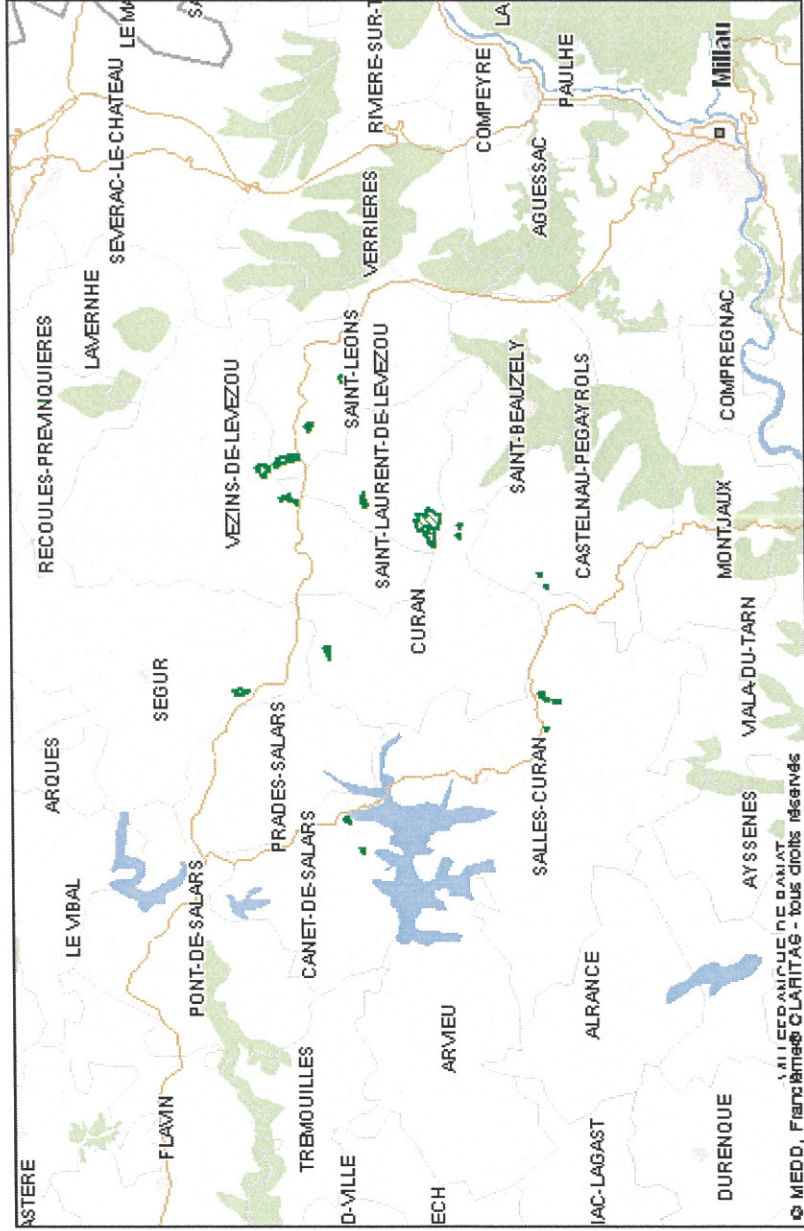 ASTERE
LE VIBAL
ARQUES
RECOULES-PREVINQUIERES
LAVERNHE
SEVERAC-LE-CHATEAU
FLAVIN
PONT-DE-SALARS
SEGUR
VEZINS-DE-LEVEZOU
TREMOUILLES
CANET-DE-SALARS
PRADES-SALARS
SAINT-LEONS
VERRIERES
RIVIERE-SUR-T
D-VILLE
SAINT-LAURENT-DE-LEVEZOU
ECH
ARVIEU
CURAN
COMPEYRE
LA
AGUESSAC
PAULHE
SAINT-BEAUZELY
SALLES-CURAN
ALRANCE
IAC-LAGAST
CASTELNAU-PEGAYROLS
Millau
DURENQUE
AYSSENES
VIALA-DU-TARN
MONTJAUX
COMPREGNAC
© MEDD, Francièmes© CLARITAS - tous droits réservés